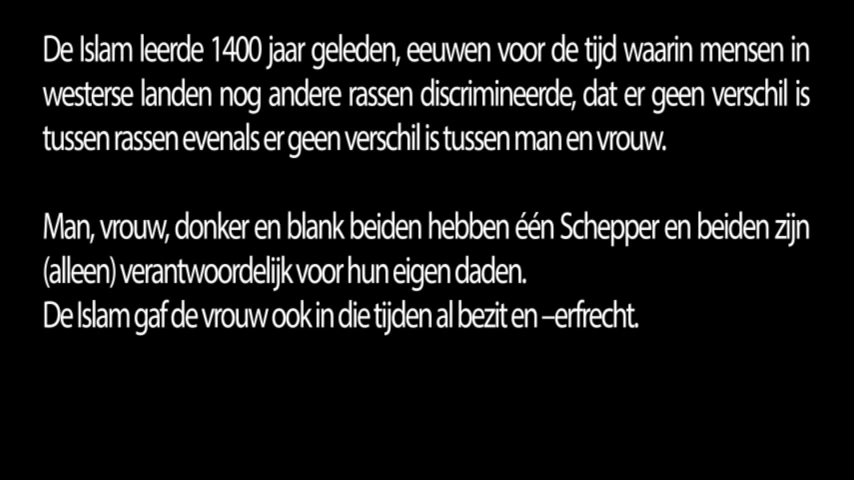 De Islam leerde 1400 jaar geleden, eeuwen voor de tijd waarin mensen in
westerse landen nog andere rassen discrimineerde, dat er geen verschil is
tussen rassen evenals er geen verschil is tussen man en vrouw.
Man, vrouw, donker en blank beiden hebben één Schepper en beiden zijn
(alleen) verantwoordelijk voor hun eigen daden.
De Islam gaf de vrouw ook in die tijden al bezit en –erfrecht.